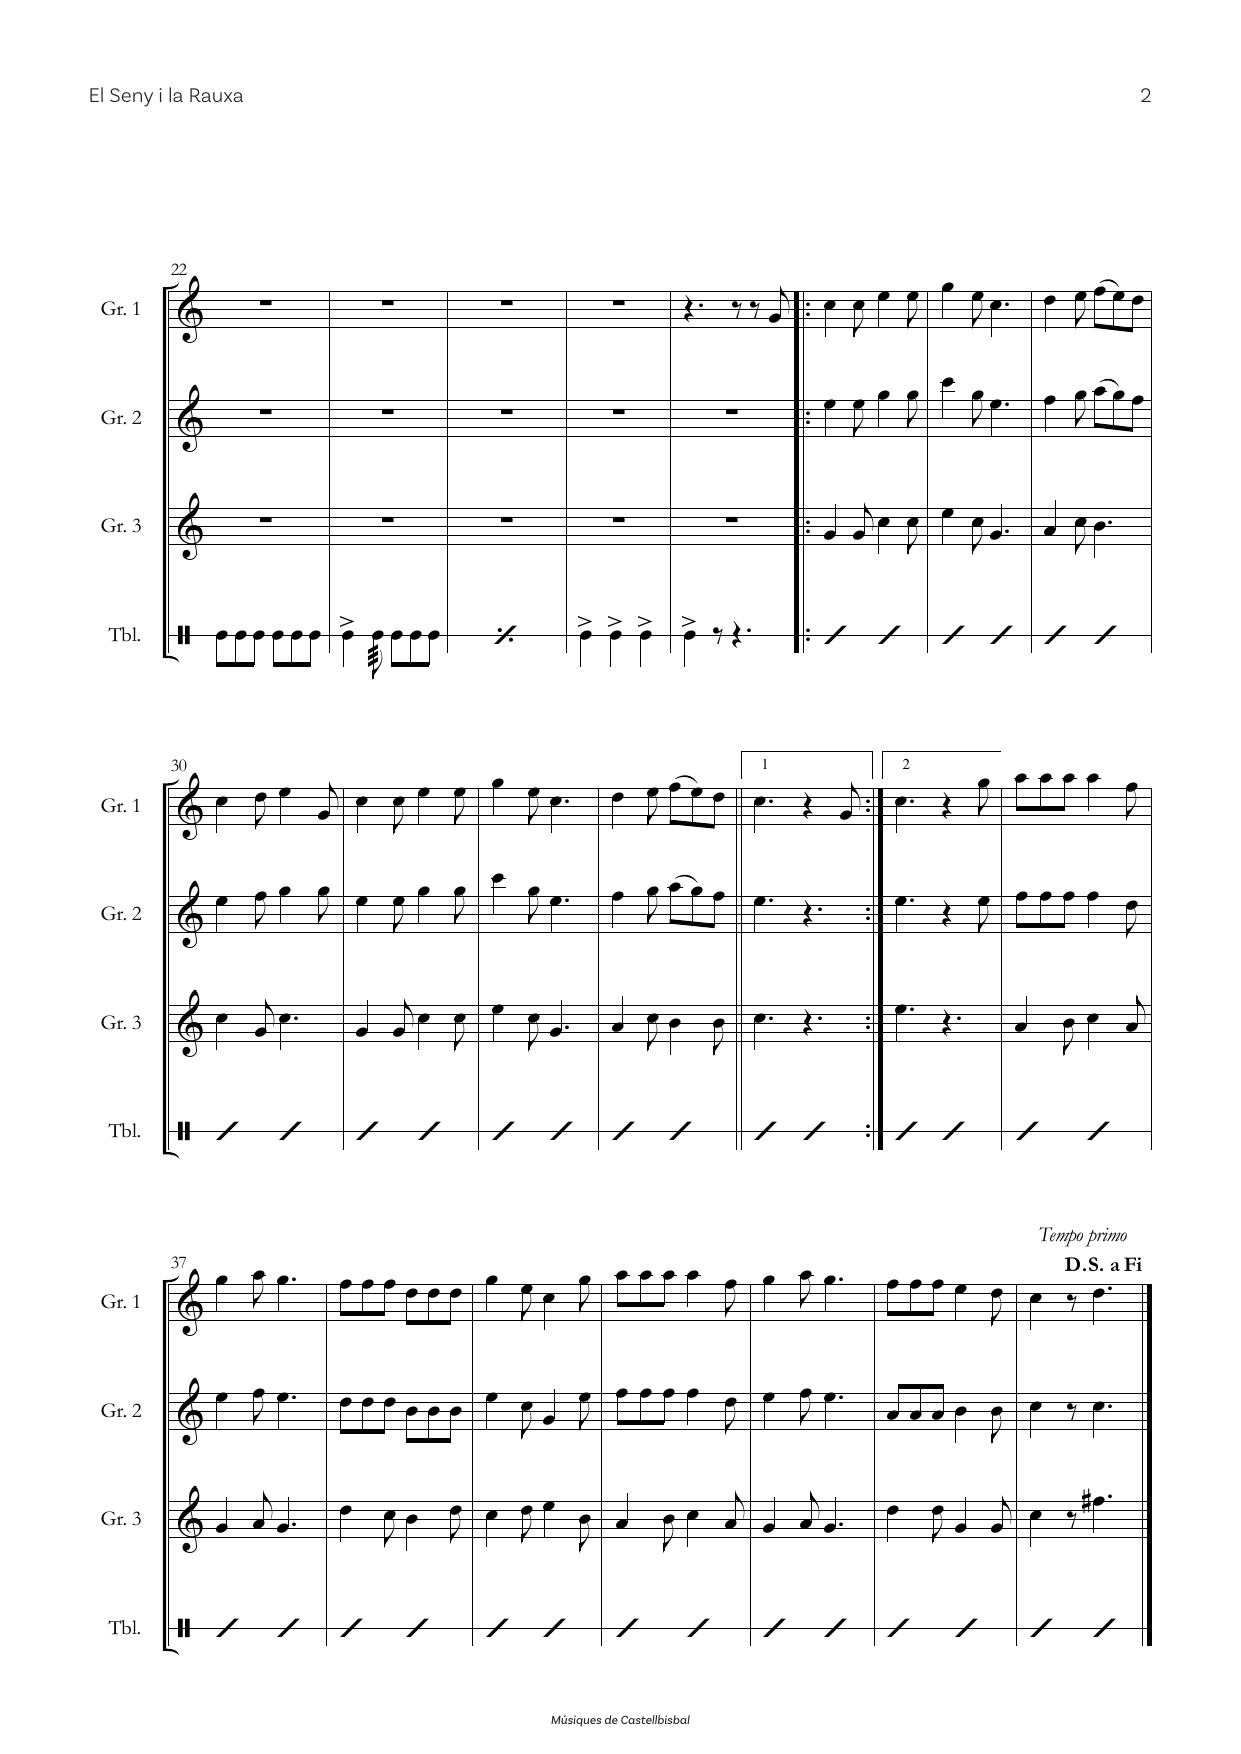 El Seny i la Rauxa 2
22
Gr. 1
Gr. 2
Gr. 3
Tbl.
30 1 2
Gr. 1
Gr. 2
Gr. 3
Tbl.
Tempo primo
37 D.S. a Fi
Gr. 1
Gr. 2
Gr. 3
Tbl.
Músiques de Castellbisbal